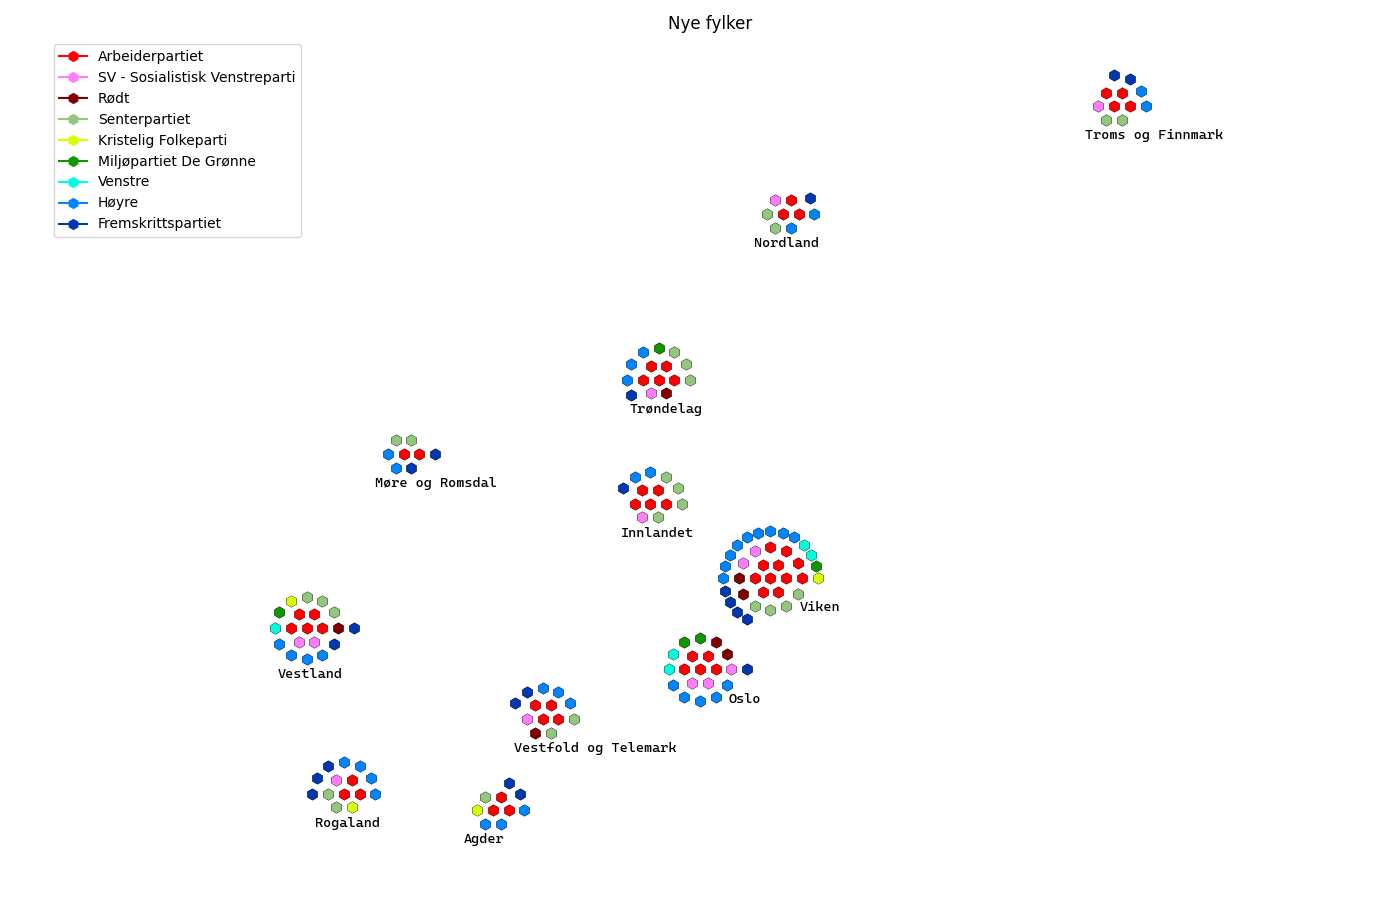 Nye fylker
Arbeiderpartiet
SV - Sosialistisk Venstreparti
Rødt
Senterpartiet
Kristelig Folkeparti
Miljøpartiet De Grønne
Venstre
Høyre
Fremskrittspartiet
Troms og Finnmark
Nordland
Trøndelag
Møre og Romsdal
Innlandet
Viken
Vestland
Oslo
Vestfold og Telemark
Rogaland
Agder